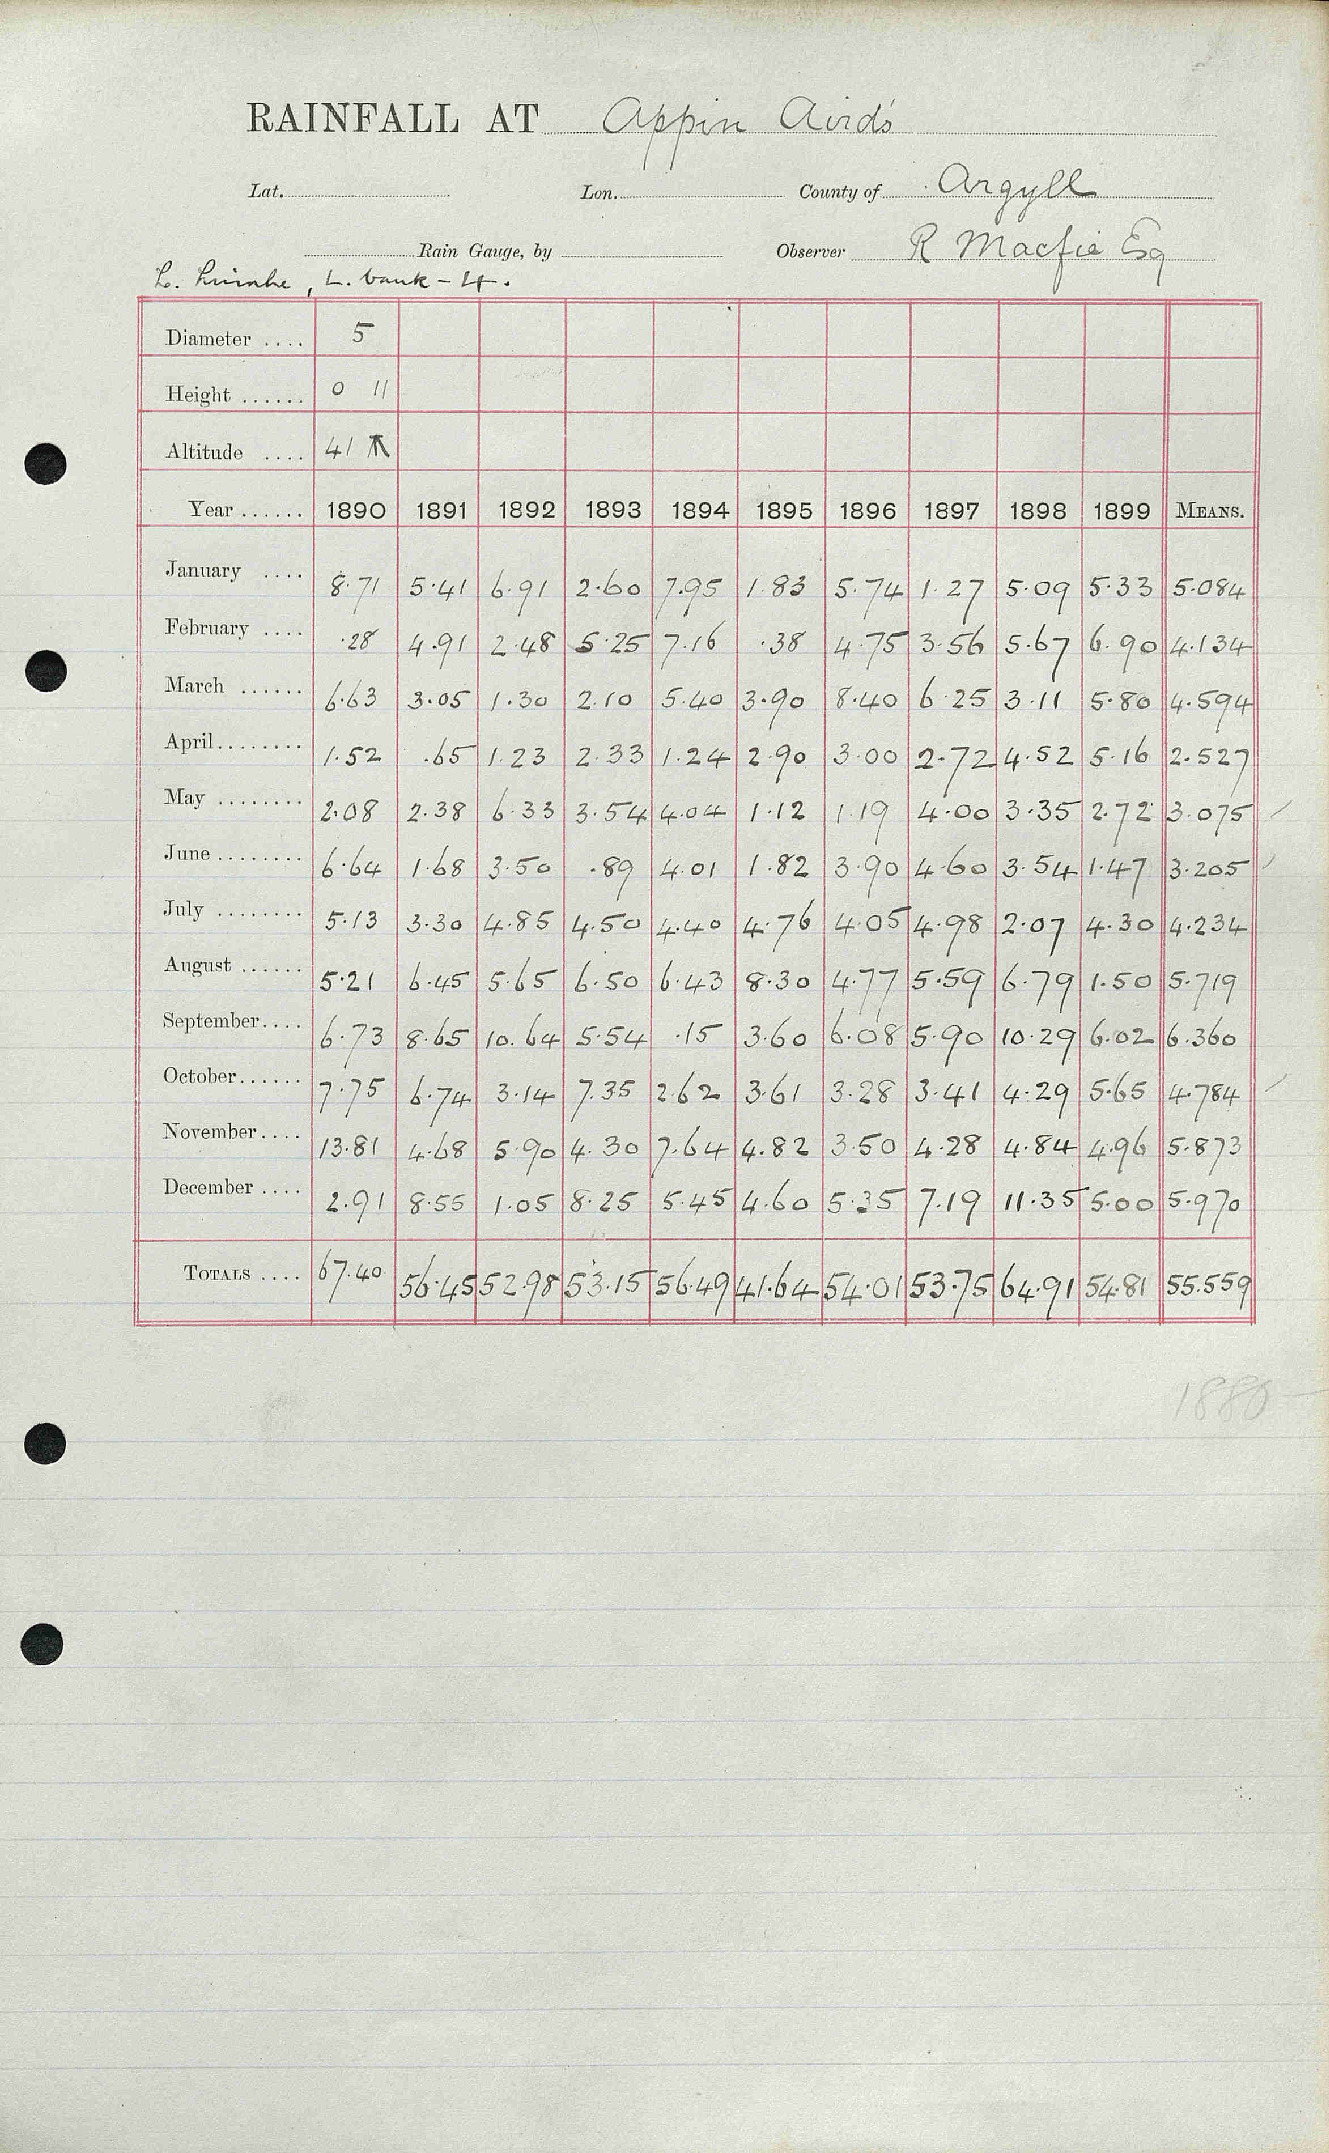 RAINFALL AT Appin Airds
Lat. Lon. County of Argyll
Rain Gauge, by Observer R Macfie Esq
L. Linnhe, L. bank - 4.
Diameter .... 5
Height ...... 0 11
Altitude .... 41
Year ...... 1890 1891 1892 1893 1894 1895 1896 1897 1898 1899 MEANS.
January .... 8.71 5.41 6.91 2.60 7.95 1.83 5.74 1.27 5.09 5.33 5.084
February .... .28 4.91 2.48 5.25 7.16 .38 4.75 3.56 5.67 6.90 4.134
March ...... 6.63 3.05 1.30 2.10 5.40 3.90 8.40 6.25 3.11 5.80 4.594
April ........ 1.52 .65 1.23 2.33 1.24 2.90 3.00 2.72 4.52 5.16 2.527
May ........ 2.08 2.38 6.33 3.54 4.04 1.12 1.19 4.00 3.35 2.72 3.075
June ........ 6.64 1.68 3.50 .89 4.01 1.82 3.90 4.60 3.54 1.47 3.205
July ........ 5.13 3.30 4.85 4.50 4.40 4.76 4.05 4.98 2.07 4.30 4.234
August ...... 5.21 6.45 5.65 6.50 6.43 8.30 4.77 5.59 6.79 1.50 5.719
September.... 6.73 8.65 10.64 5.54 .15 3.60 6.08 5.90 10.29 6.02 6.360
October...... 7.75 6.74 3.14 7.35 2.62 3.61 3.28 3.41 4.29 5.65 4.784
November.... 13.81 4.68 5.90 4.30 7.64 4.82 3.50 4.28 4.84 4.96 5.873
December .... 2.91 8.55 1.05 8.25 5.45 4.60 5.35 7.19 11.35 5.00 5.970
TOTALS .... 67.40 56.45 52.98 53.15 56.49 41.64 54.01 53.75 64.91 54.81 55.559
1880 -